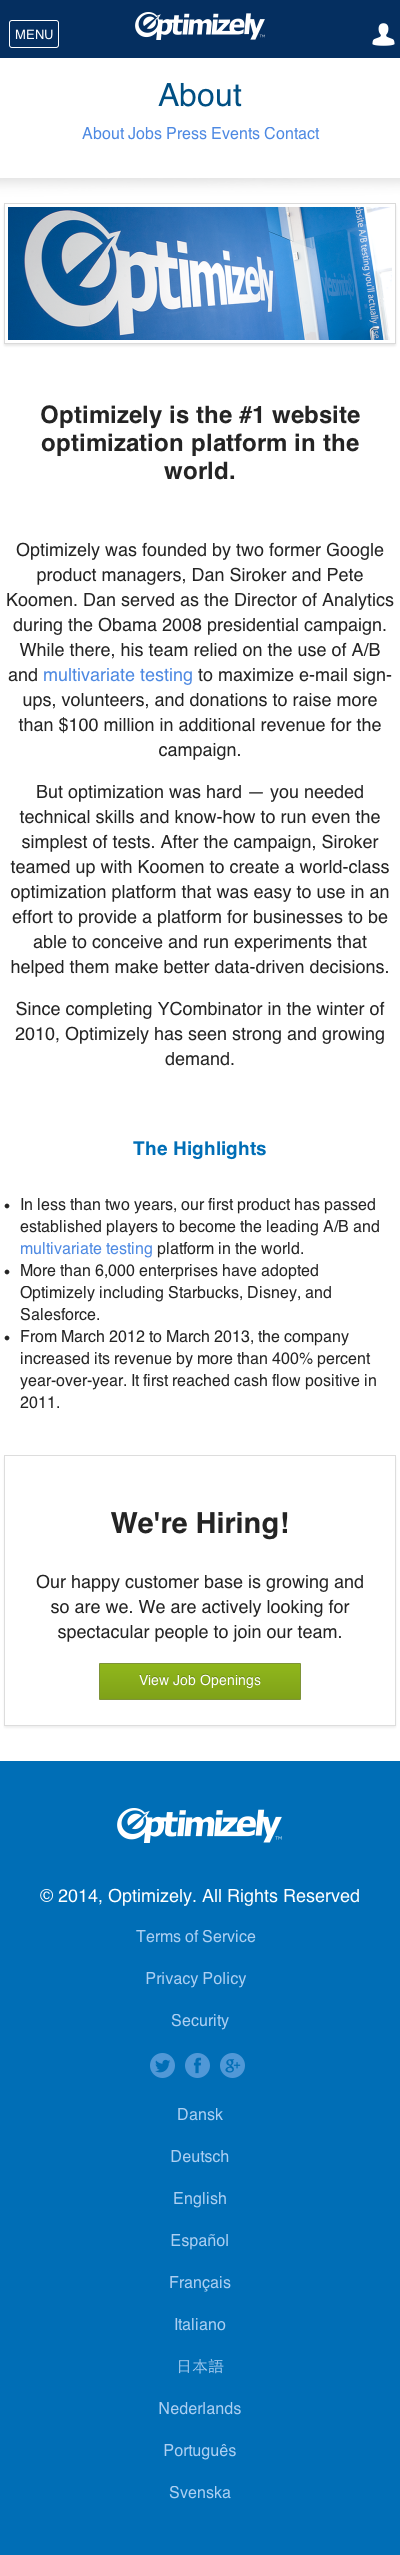 MENU
Optimizely™
About
About Jobs Press Events Contact
Optimizely
website A/B testing you'll actually use
Optimizely is the #1 website
optimization platform in the
world.
Optimizely was founded by two former Google
product managers, Dan Siroker and Pete
Koomen. Dan served as the Director of Analytics
during the Obama 2008 presidential campaign.
While there, his team relied on the use of A/B
and multivariate testing to maximize e-mail sign-
ups, volunteers, and donations to raise more
than $100 million in additional revenue for the
campaign.
But optimization was hard — you needed
technical skills and know-how to run even the
simplest of tests. After the campaign, Siroker
teamed up with Koomen to create a world-class
optimization platform that was easy to use in an
effort to provide a platform for businesses to be
able to conceive and run experiments that
helped them make better data-driven decisions.
Since completing YCombinator in the winter of
2010, Optimizely has seen strong and growing
demand.
The Highlights
• In less than two years, our first product has passed
established players to become the leading A/B and
multivariate testing platform in the world.
• More than 6,000 enterprises have adopted
Optimizely including Starbucks, Disney, and
Salesforce.
• From March 2012 to March 2013, the company
increased its revenue by more than 400% percent
year-over-year. It first reached cash flow positive in
2011.
We're Hiring!
Our happy customer base is growing and
so are we. We are actively looking for
spectacular people to join our team.
View Job Openings
Optimizely™
© 2014, Optimizely. All Rights Reserved
Terms of Service
Privacy Policy
Security
Dansk
Deutsch
English
Español
Français
Italiano
日本語
Nederlands
Português
Svenska